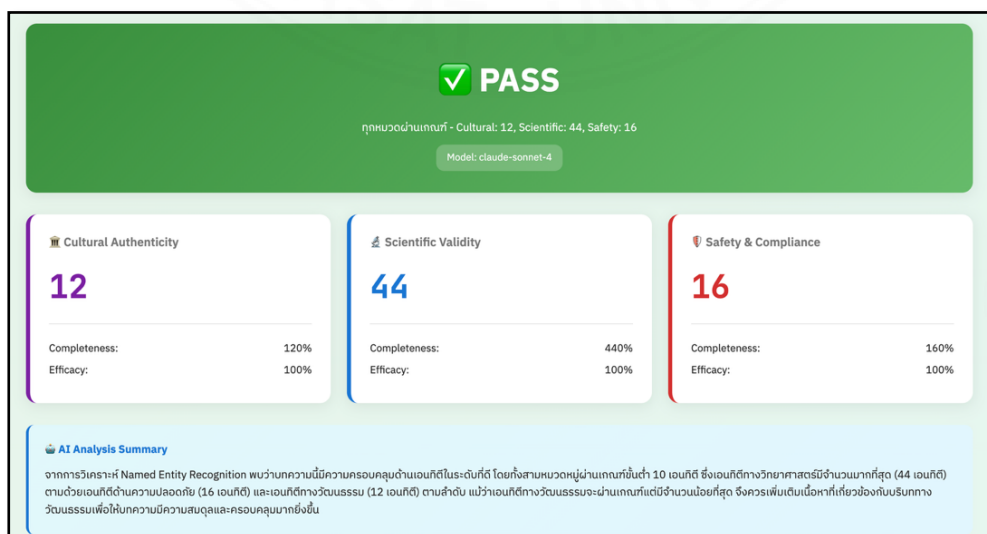 ✅ PASS
ทุกหมวดผ่านเกณฑ์ - Cultural: 12, Scientific: 44, Safety: 16
Model: claude-sonnet-4
🏛️ Cultural Authenticity
12
Completeness: 120%
Efficacy: 100%
🔬 Scientific Validity
44
Completeness: 440%
Efficacy: 100%
🛡️ Safety & Compliance
16
Completeness: 160%
Efficacy: 100%
🤖 AI Analysis Summary
จากการวิเคราะห์ Named Entity Recognition พบว่าบทความนี้มีความครอบคลุมด้านเอนทิตีในระดับที่ดี โดยทั้งสามหมวดหมู่ผ่านเกณฑ์ขั้นต่ำ 10 เอนทิตี ซึ่งเอนทิตีทางวิทยาศาสตร์มีจำนวนมากที่สุด (44 เอนทิตี)
ตามด้วยเอนทิตีด้านความปลอดภัย (16 เอนทิตี) และเอนทิตีทางวัฒนธรรม (12 เอนทิตี) ตามลำดับ แม้ว่าเอนทิตีทางวัฒนธรรมจะผ่านเกณฑ์แต่มีจำนวนน้อยที่สุด จึงควรเพิ่มเติมเนื้อหาที่เกี่ยวข้องกับบริบททาง
วัฒนธรรมเพื่อให้บทความมีความสมดุลและครอบคลุมมากยิ่งขึ้น